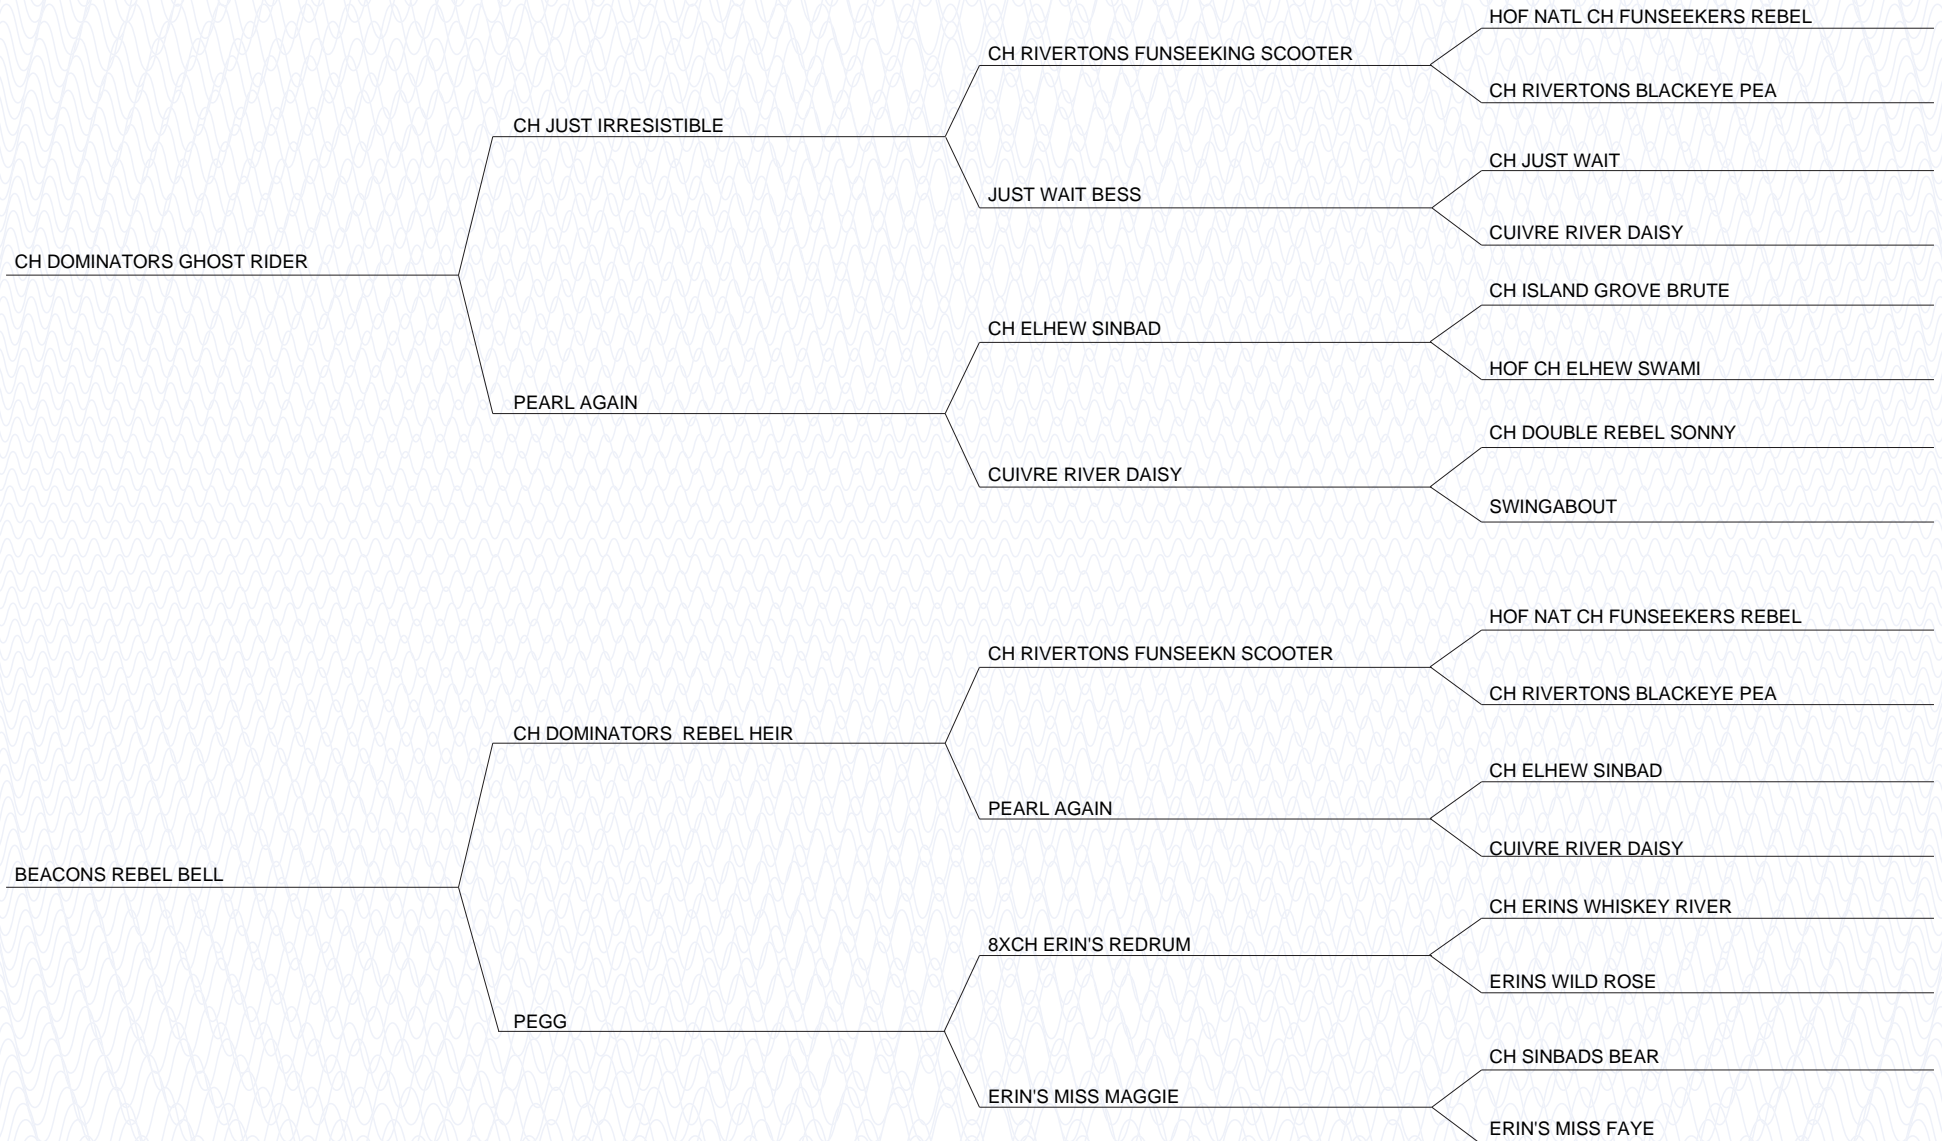 HOF NATL CH FUNSEEKERS REBEL
CH RIVERTONS FUNSEEKING SCOOTER
CH RIVERTONS BLACKEYE PEA
CH JUST IRRESISTIBLE
CH JUST WAIT
JUST WAIT BESS
CUIVRE RIVER DAISY
CH DOMINATORS GHOST RIDER
CH ISLAND GROVE BRUTE
CH ELHEW SINBAD
HOF CH ELHEW SWAMI
PEARL AGAIN
CH DOUBLE REBEL SONNY
CUIVRE RIVER DAISY
SWINGABOUT
HOF NAT CH FUNSEEKERS REBEL
CH RIVERTONS FUNSEEKN SCOOTER
CH RIVERTONS BLACKEYE PEA
CH DOMINATORS  REBEL HEIR
CH ELHEW SINBAD
PEARL AGAIN
CUIVRE RIVER DAISY
BEACONS REBEL BELL
CH ERINS WHISKEY RIVER
8XCH ERIN'S REDRUM
ERINS WILD ROSE
PEGG
CH SINBADS BEAR
ERIN'S MISS MAGGIE
ERIN'S MISS FAYE